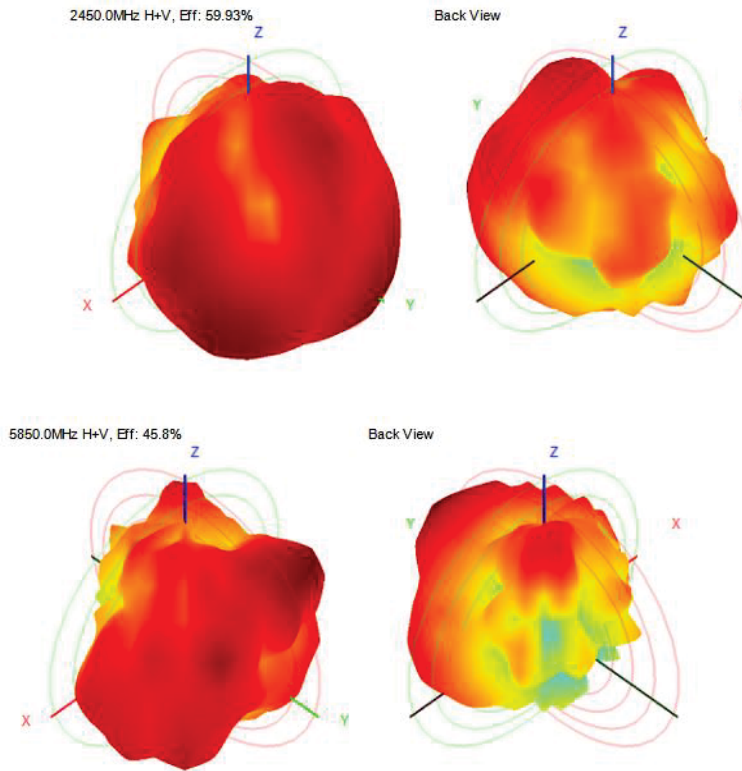 2450.0MHz H+V, Eff: 59.93%
Back View
Z
Z
Y
X
Y
5850.0MHz H+V, Eff: 45.8%
Back View
Z
Z
Y
X
X
Y